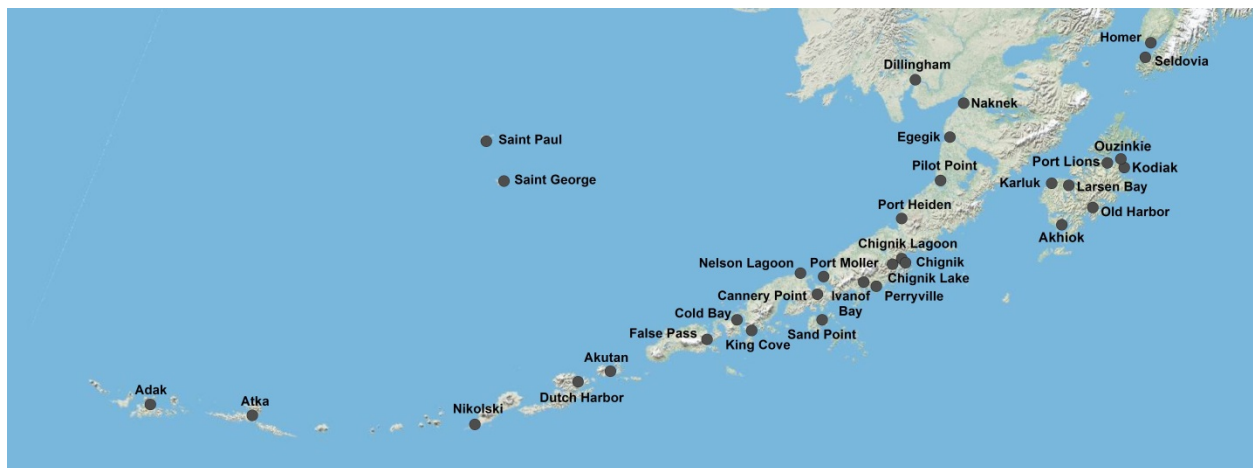 Homer
Seldovia
Dillingham
Naknek
Egegik
Saint Paul
Ouzinkie
Port Lions
Kodiak
Pilot Point
Saint George
Karluk
Larsen Bay
Old Harbor
Port Heiden
Akhiok
Chignik Lagoon
Nelson Lagoon
Port Moller
Chignik
Chignik Lake
Cannery Point
Ivanof
Bay
Perryville
Cold Bay
False Pass
King Cove
Sand Point
Akutan
Dutch Harbor
Adak
Atka
Nikolski